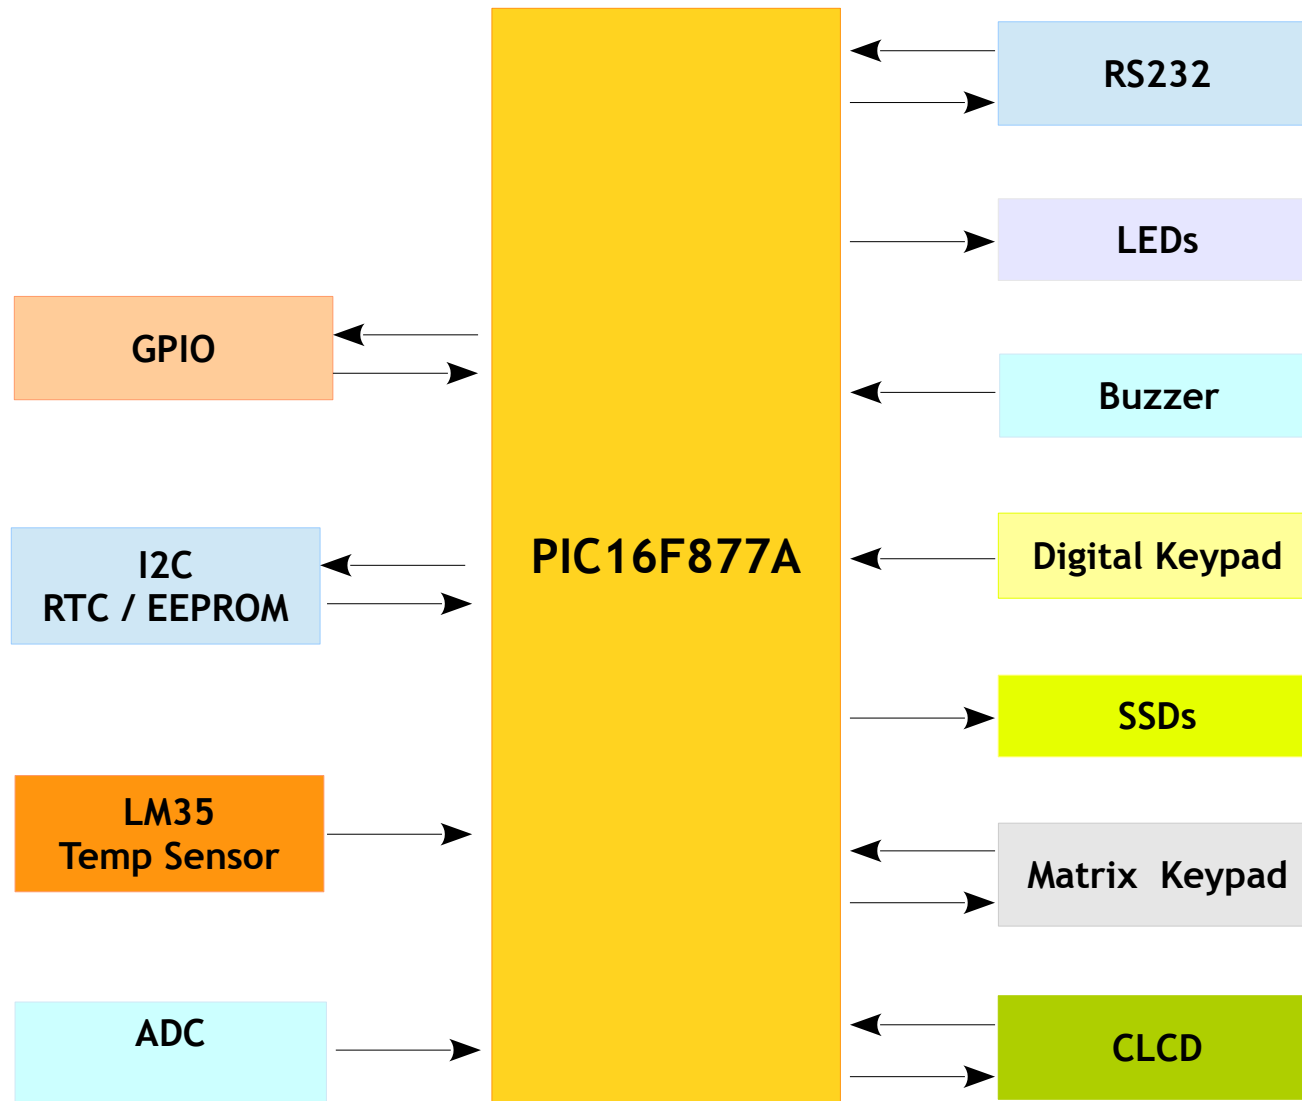 RS232
LEDs
GPIO
Buzzer
PIC16F877A
Digital Keypad
I2C
RTC / EEPROM
SSDs
LM35
Temp Sensor
Matrix Keypad
ADC
CLCD